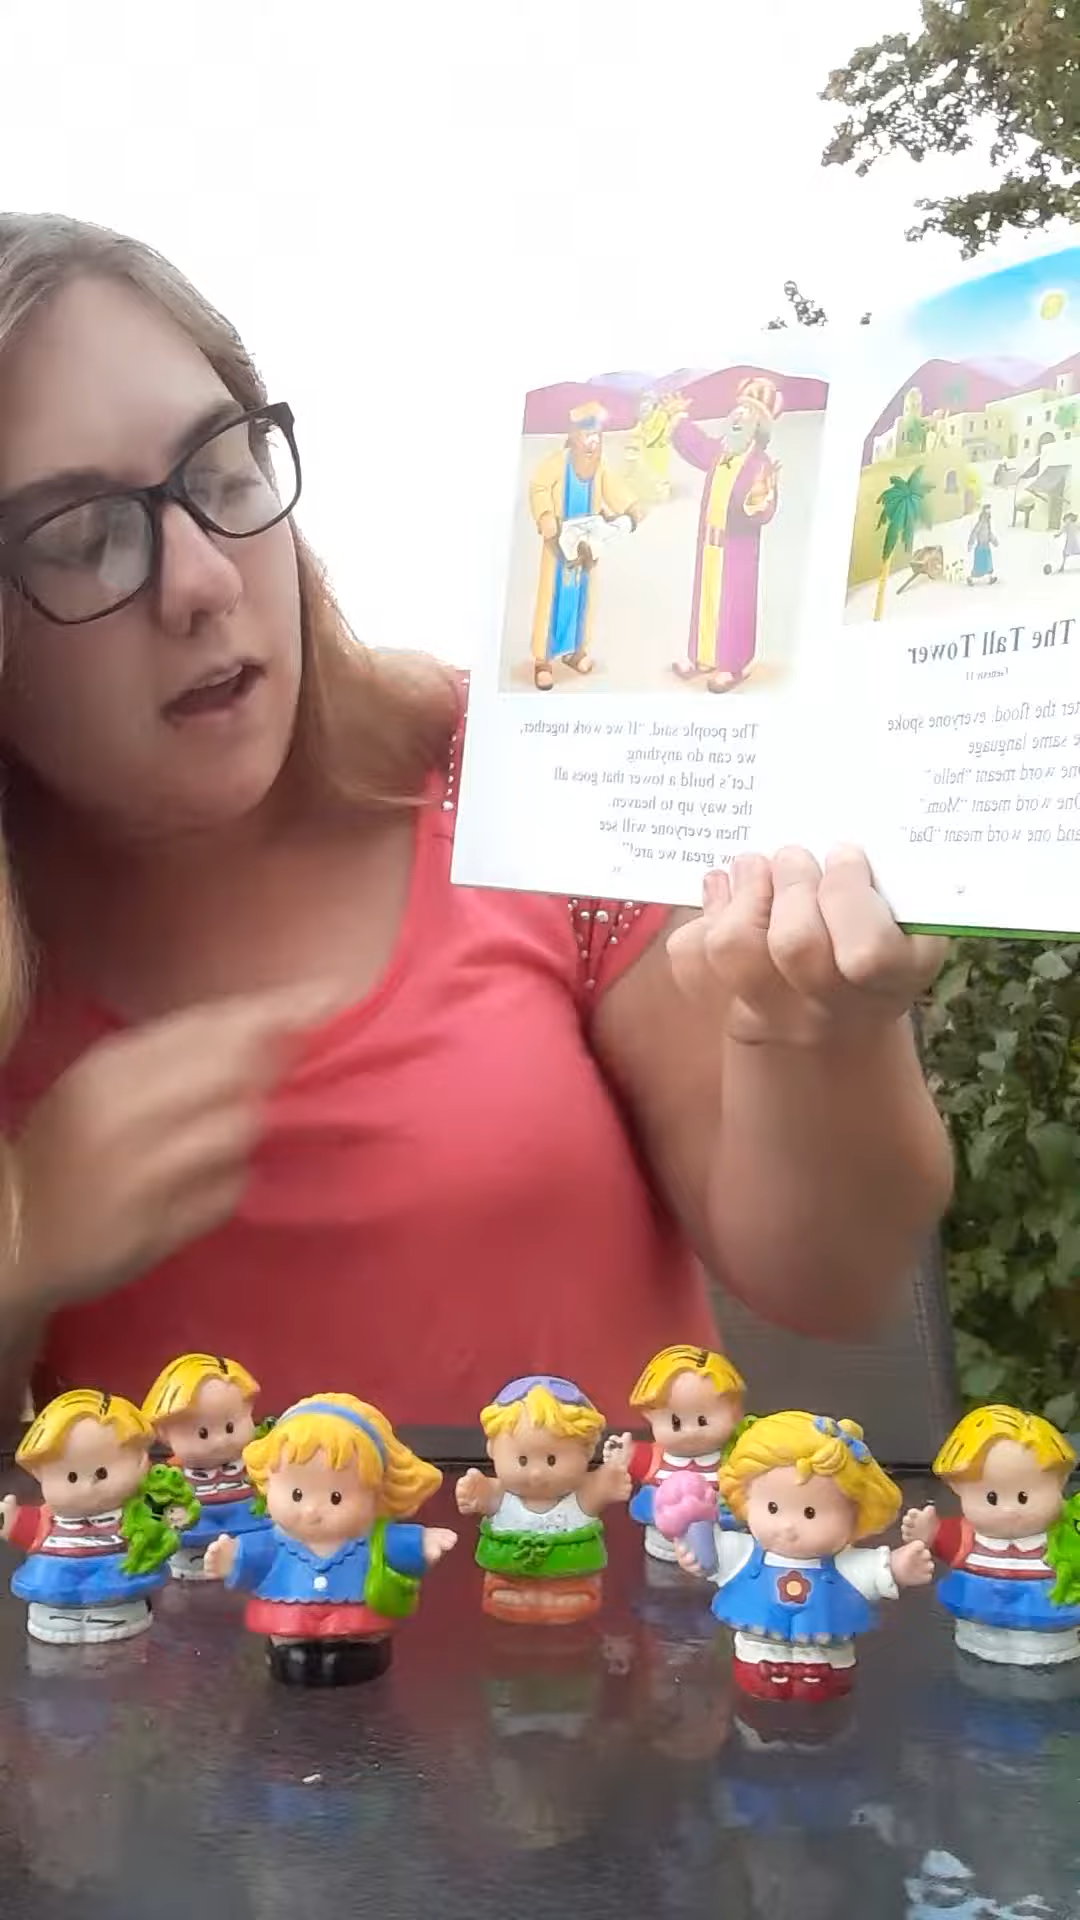 The Tall Tower
Genesis 11
the flood, everyone spoke
same language.
word meant "hello."
One word meant "Mom."
and one word meant "Dad."
The people said, "If we work together,
we can do anything.
Let's build a tower that goes all
the way up to heaven.
Then everyone will see
great we are!"